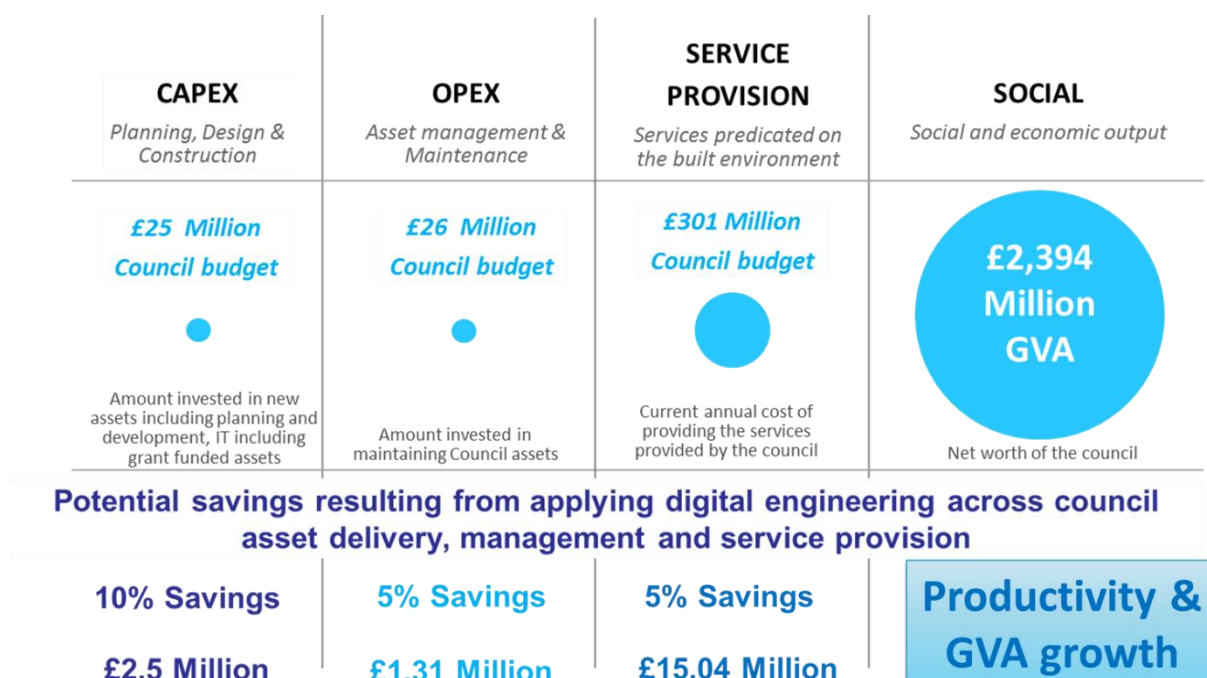 CAPEX
Planning, Design &
Construction
OPEX
Asset management &
Maintenance
SERVICE
PROVISION
Services predicated on
the built environment
SOCIAL
Social and economic output
£25 Million
Council budget
£26 Million
Council budget
£301 Million
Council budget
£2,394
Million
GVA
Amount invested in new
assets including planning and
development, IT including
grant funded assets
Amount invested in
maintaining Council assets
Current annual cost of
providing the services
provided by the council
Net worth of the council
Potential savings resulting from applying digital engineering across council
asset delivery, management and service provision
10% Savings
£2.5 Million
5% Savings
£1.31 Million
5% Savings
£15.04 Million
Productivity &
GVA growth